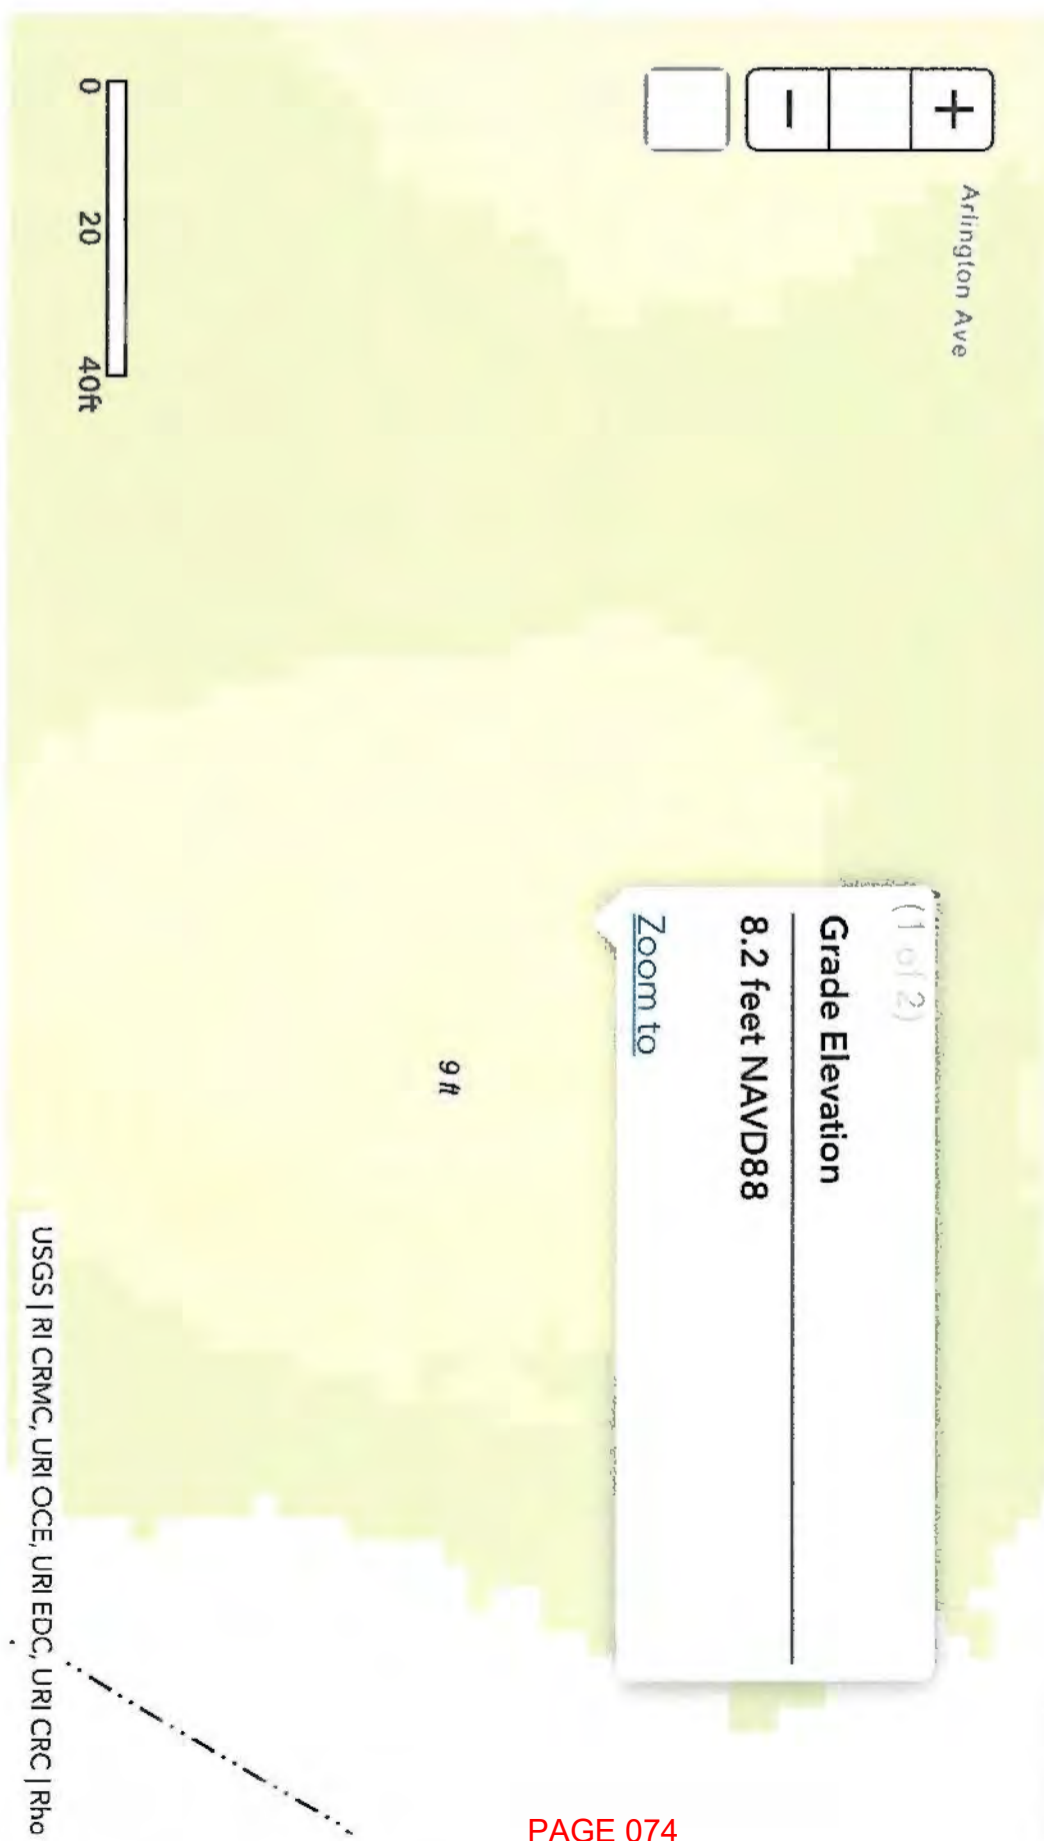 +
−
Arlington Ave
(1 of 2)
Grade Elevation
8.2 feet NAVD88
Zoom to
9 ft
0 20 40ft
USGS | RI CRMC, URI OCE, URI EDC, URI CRC | Rho
PAGE 074